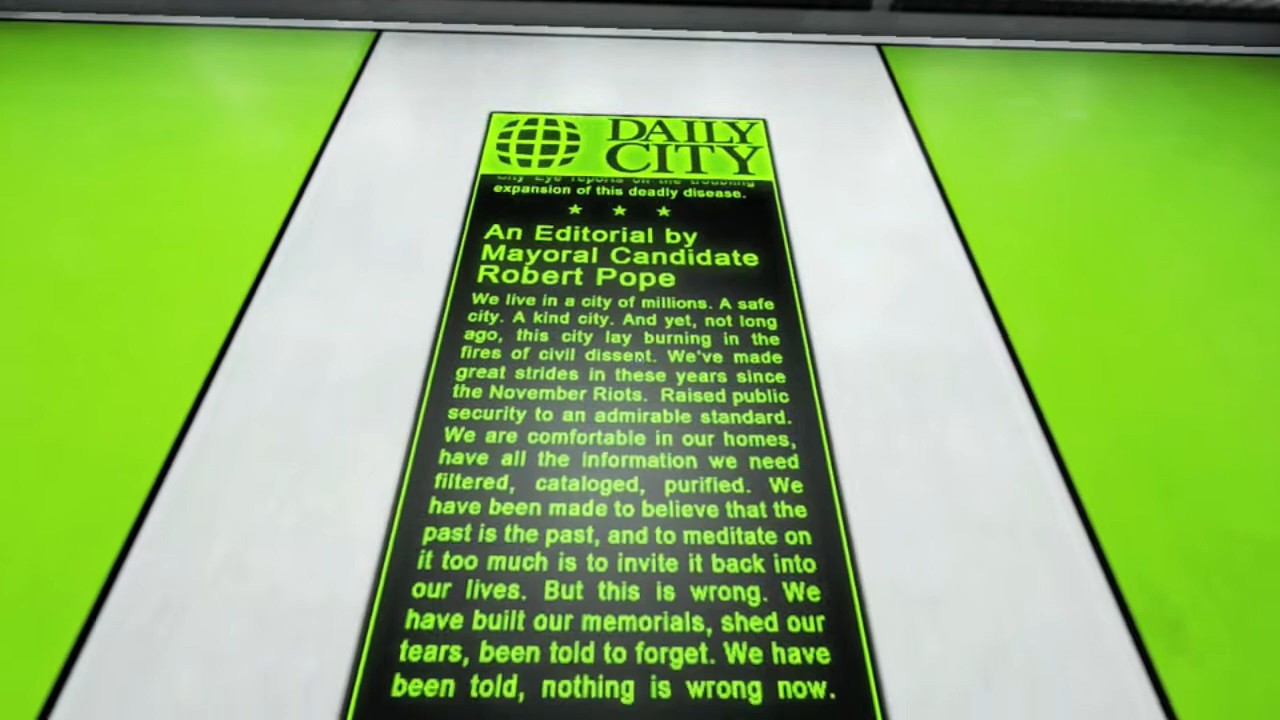 DAILY
CITY
City Eye reports on the troubling
expansion of this deadly disease.
An Editorial by
Mayoral Candidate
Robert Pope
We live in a city of millions. A safe
city. A kind city. And yet, not long
ago, this city lay burning in the
fires of civil dissent. We've made
great strides in these years since
the November Riots. Raised public
security to an admirable standard.
We are comfortable in our homes,
have all the information we need
filtered, cataloged, purified. We
have been made to believe that the
past is the past, and to meditate on
it too much is to invite it back into
our lives. But this is wrong. We
have built our memorials, shed our
tears, been told to forget. We have
been told, nothing is wrong now.